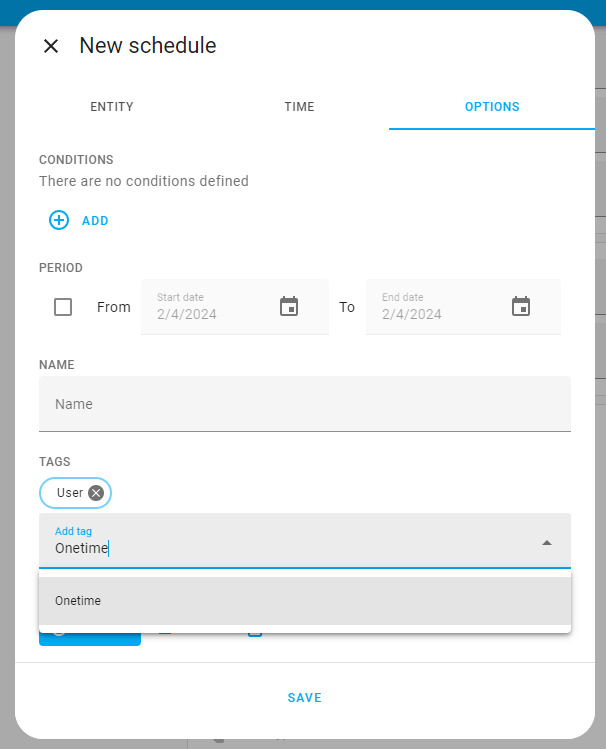 New schedule
ENTITY
TIME
OPTIONS
CONDITIONS
There are no conditions defined
ADD
PERIOD
From
Start date
2/4/2024
To
End date
2/4/2024
NAME
Name
TAGS
User
Add tag
Onetime
Onetime
SAVE